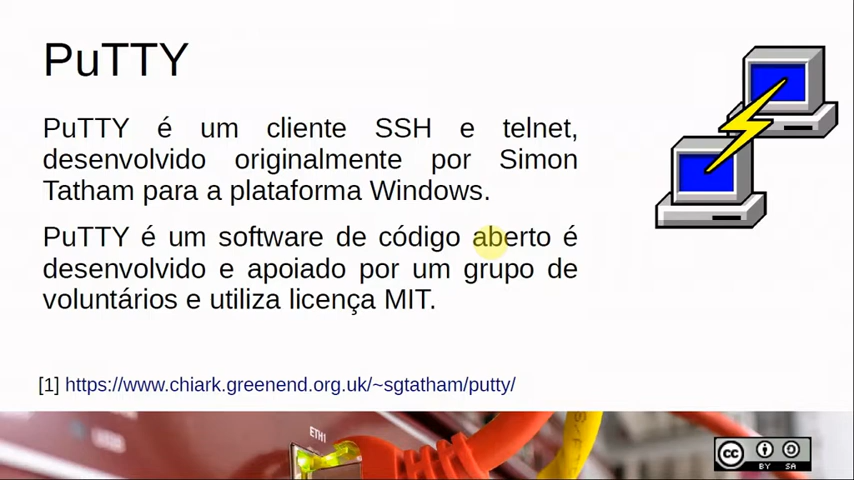 PuTTY
PuTTY é um cliente SSH e telnet,
desenvolvido originalmente por Simon
Tatham para a plataforma Windows.
PuTTY é um software de código aberto é
desenvolvido e apoiado por um grupo de
voluntários e utiliza licença MIT.
[1] https://www.chiark.greenend.org.uk/~sgtatham/putty/
ETH1
cc
BY SA